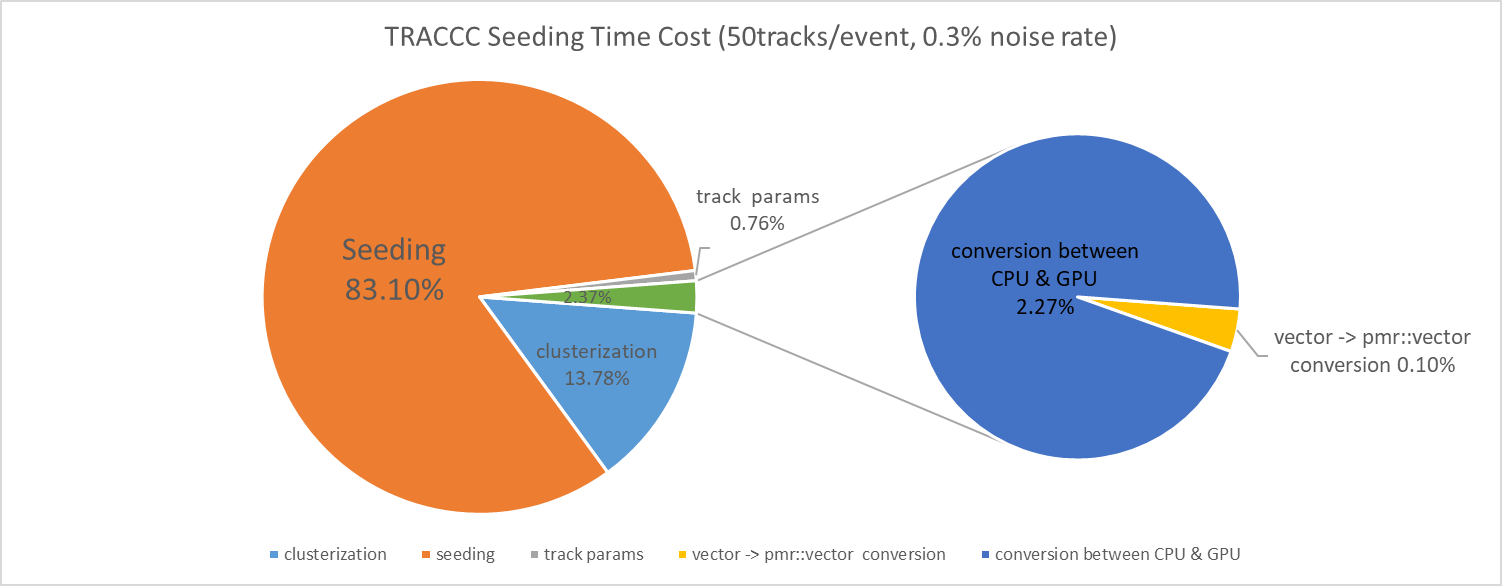 TRACCC Seeding Time Cost (50tracks/event, 0.3% noise rate)
track params
0.76%
Seeding
83.10%
2.37%
clusterization
13.78%
conversion between
CPU & GPU
2.27%
vector -> pmr::vector
conversion 0.10%
clusterization seeding track params vector -> pmr::vector conversion conversion between CPU & GPU